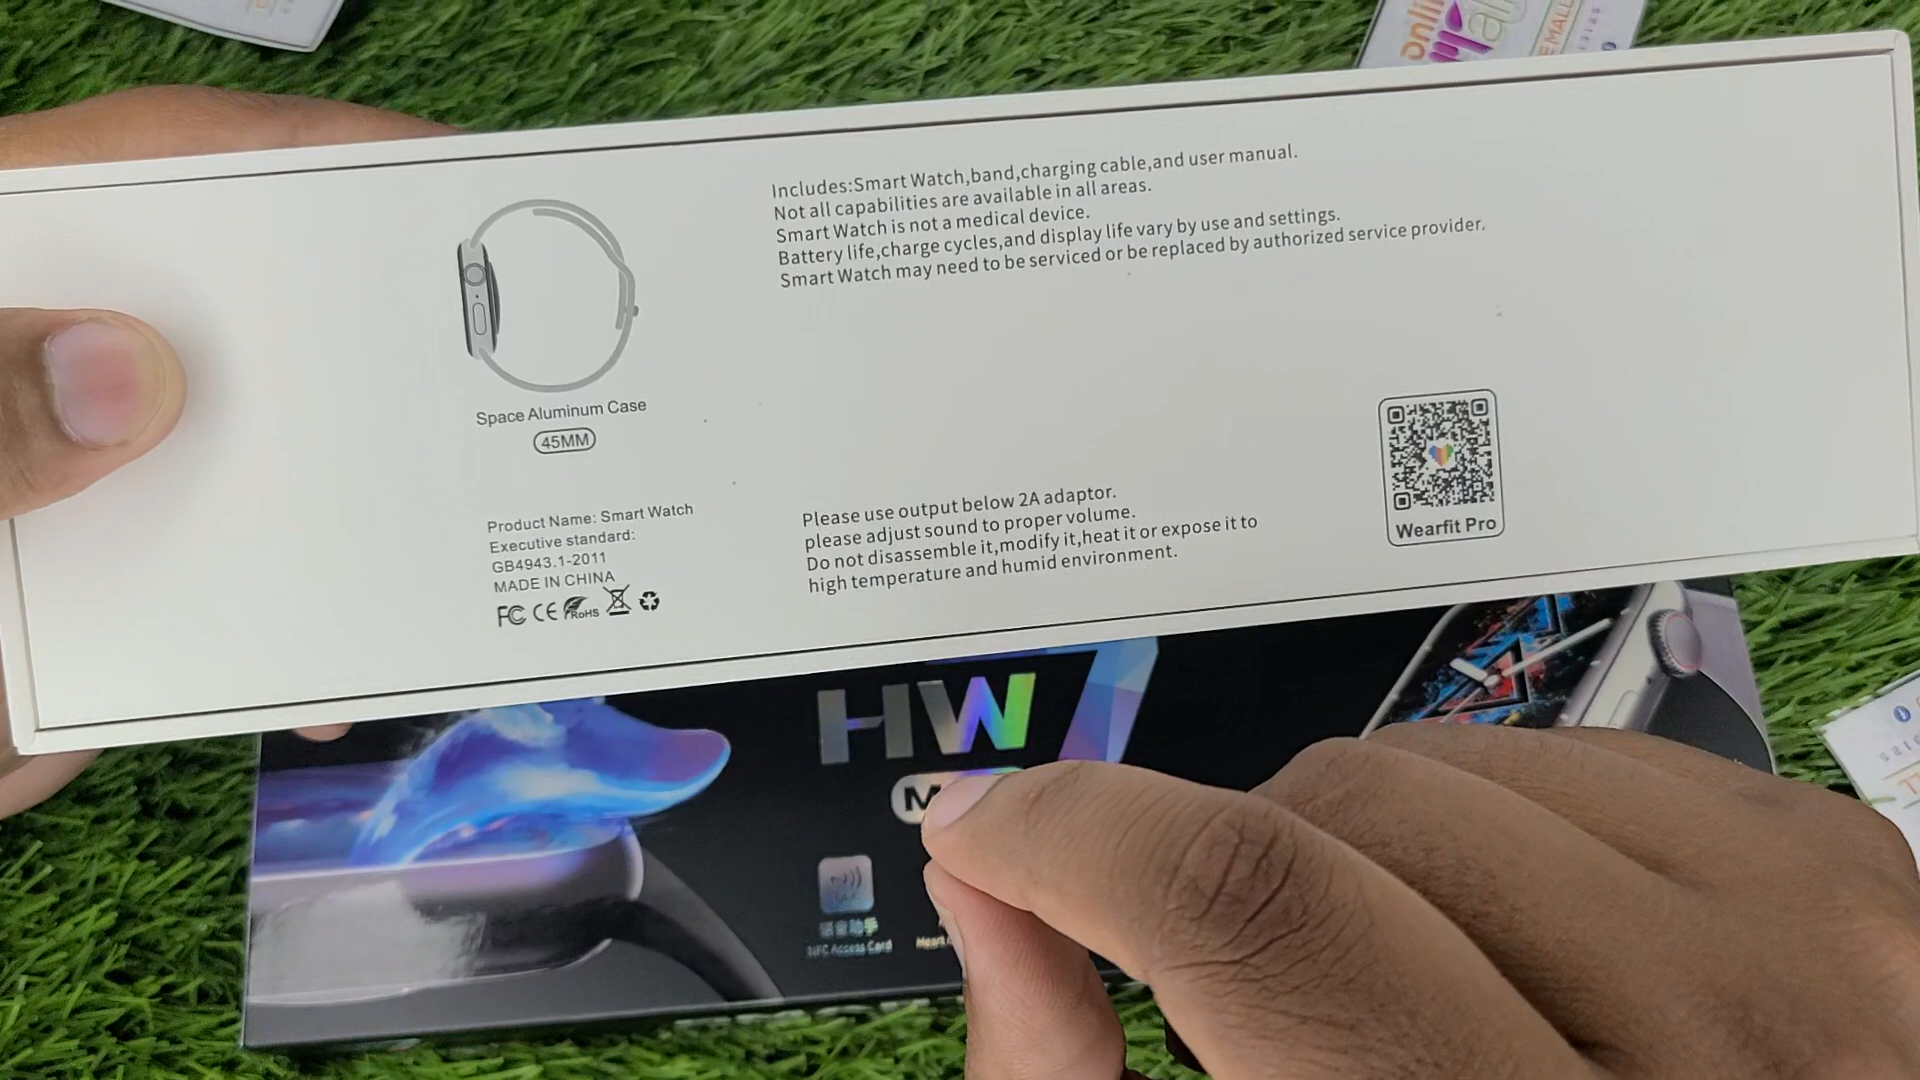 Includes:Smart Watch,band,charging cable,and user manual.
Not all capabilities are available in all areas.
Smart Watch is not a medical device.
Battery life,charge cycles,and display life vary by use and settings.
Smart Watch may need to be serviced or be replaced by authorized service provider.
Space Aluminum Case
45MM
Product Name: Smart Watch
Executive standard:
GB4943.1-2011
MADE IN CHINA
FC CE RoHS
Please use output below 2A adaptor.
please adjust sound to proper volume.
Do not disassemble it,modify it,heat it or expose it to
high temperature and humid environment.
Wearfit Pro
HW7
NFC Access Card
Heart